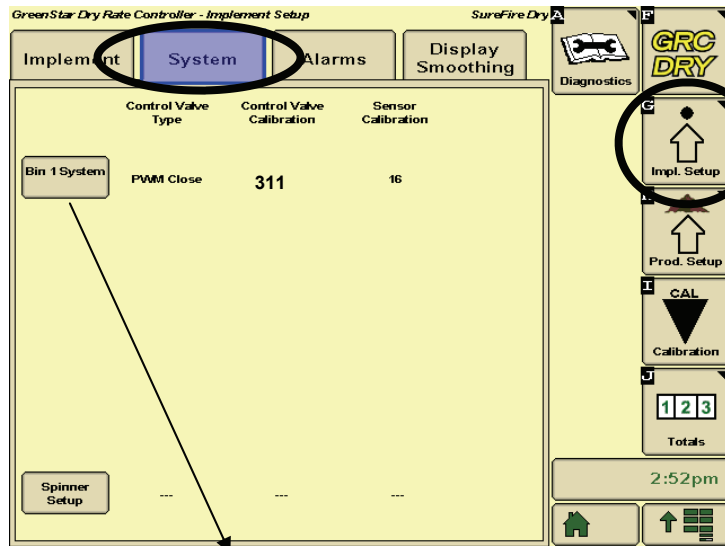 GreenStar Dry Rate Controller - Implement Setup
SureFire Dry
A
F
Implement
System
Alarms
Display
Smoothing
Diagnostics
GRC
DRY
Control Valve
Type
Control Valve
Calibration
Sensor
Calibration
G
Impl. Setup
Bin 1 System
PWM Close
311
16
Prod. Setup
I
CAL
Calibration
J
1 2 3
Totals
Spinner
Setup
---
---
---
2:52pm